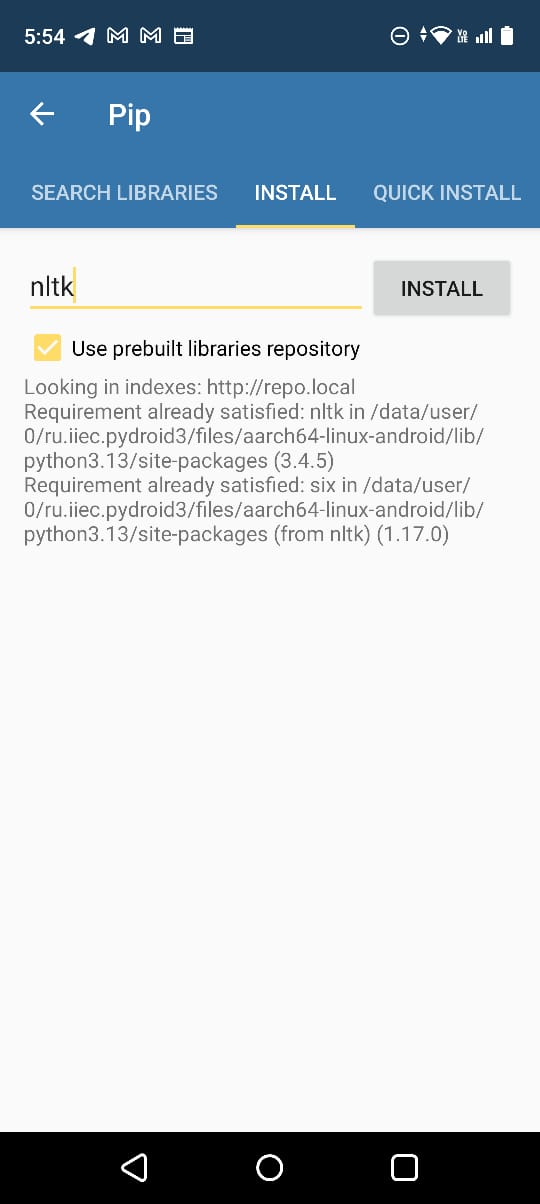 5:54
Pip
SEARCH LIBRARIES INSTALL QUICK INSTALL
nltk INSTALL
Use prebuilt libraries repository
Looking in indexes: http://repo.local
Requirement already satisfied: nltk in /data/user/
0/ru.iiec.pydroid3/files/aarch64-linux-android/lib/
python3.13/site-packages (3.4.5)
Requirement already satisfied: six in /data/user/
0/ru.iiec.pydroid3/files/aarch64-linux-android/lib/
python3.13/site-packages (from nltk) (1.17.0)